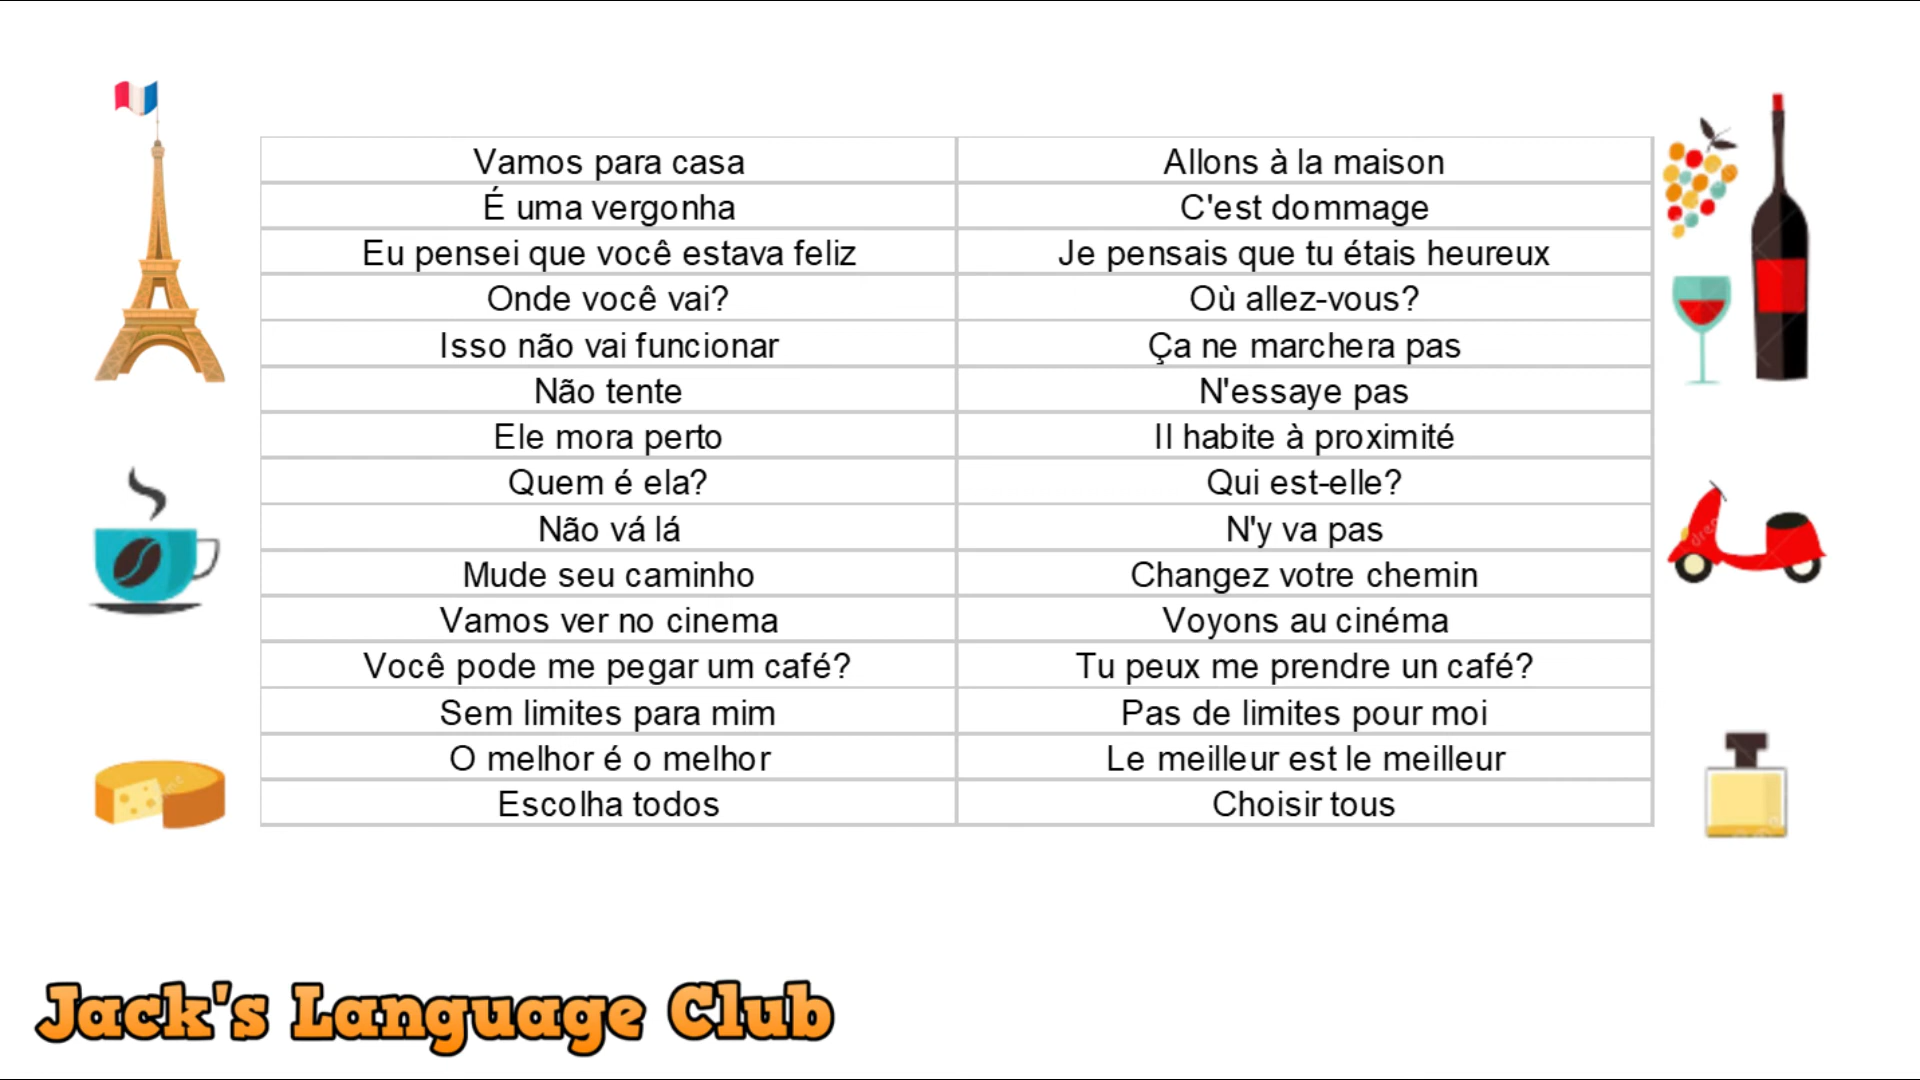 Vamos para casa Allons à la maison
É uma vergonha C'est dommage
Eu pensei que você estava feliz Je pensais que tu étais heureux
Onde você vai? Où allez-vous?
Isso não vai funcionar Ça ne marchera pas
Não tente N'essaye pas
Ele mora perto Il habite à proximité
Quem é ela? Qui est-elle?
Não vá lá N'y va pas
Mude seu caminho Changez votre chemin
Vamos ver no cinema Voyons au cinéma
Você pode me pegar um café? Tu peux me prendre un café?
Sem limites para mim Pas de limites pour moi
O melhor é o melhor Le meilleur est le meilleur
Escolha todos Choisir tous
Jack's Language Club